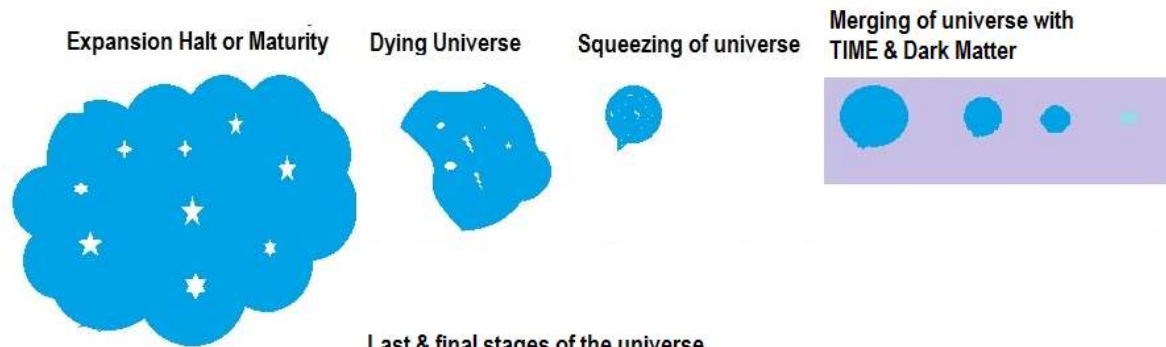 Expansion Halt or Maturity
Dying Universe
Squeezing of universe
Merging of universe with
TIME & Dark Matter
Last & final stages of the universe